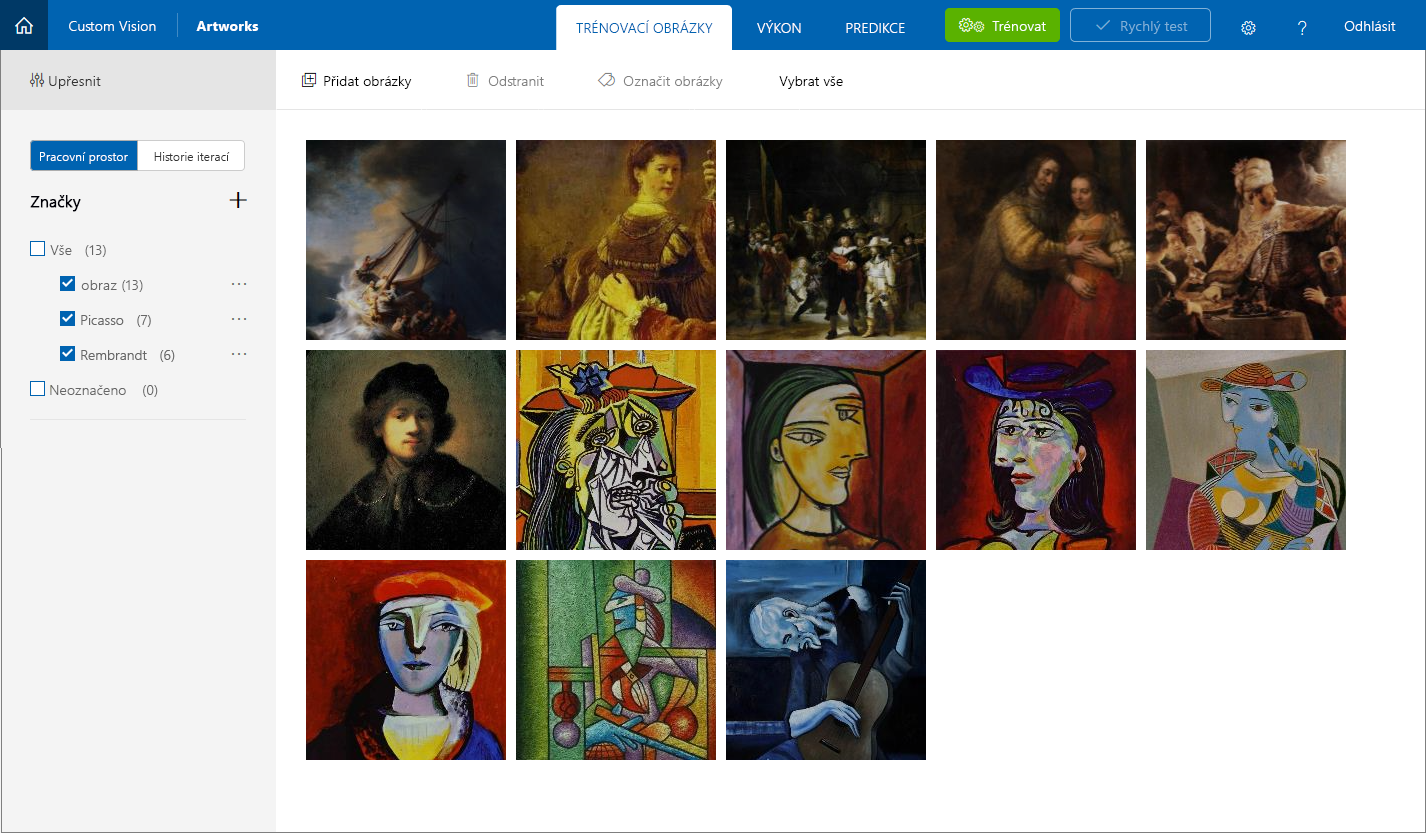 Custom Vision Artworks TRÉNOVACÍ OBRÁZKY VÝKON PREDIKCE Trénovat Rychlý test ? Odhlásit
Upřesnit Přidat obrázky Odstranit Označit obrázky Vybrat vše
Pracovní prostor Historie iterací
Značky
Vše (13)
obraz (13)
Picasso (7)
Rembrandt (6)
Neoznačeno (0)